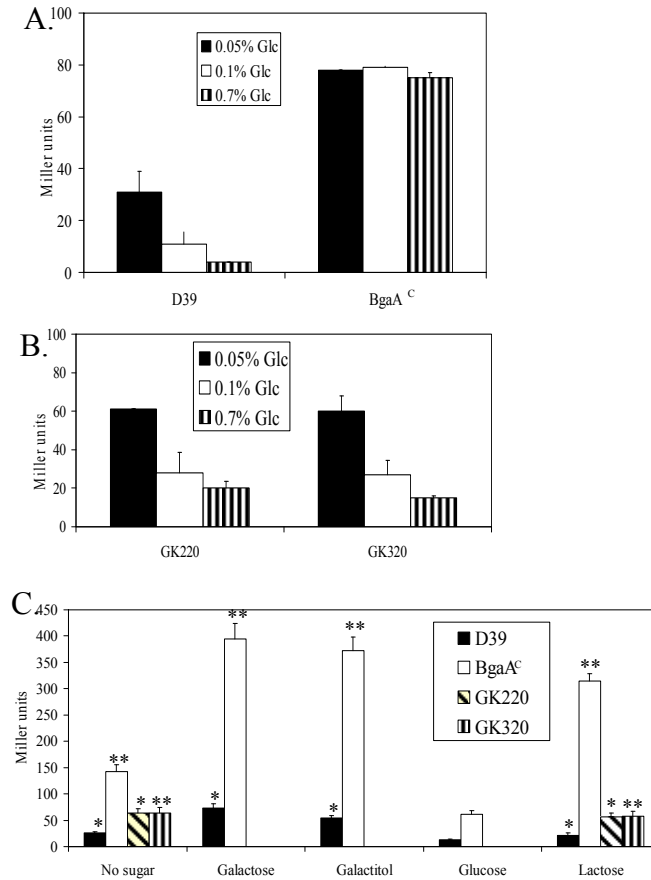 A.
0.05% Glc
0.1% Glc
0.7% Glc
Miller units
100
80
60
40
20
0
D39
BgaA C
B.
0.05% Glc
0.1% Glc
0.7% Glc
Miller units
100
80
60
40
20
0
GK220
GK320
C.
D39
BgaAC
GK220
GK320
Miller units
450
400
350
300
250
200
150
100
50
0
* ** * **
* **
* **
* ** * **
No sugar
Galactose
Galactitol
Glucose
Lactose